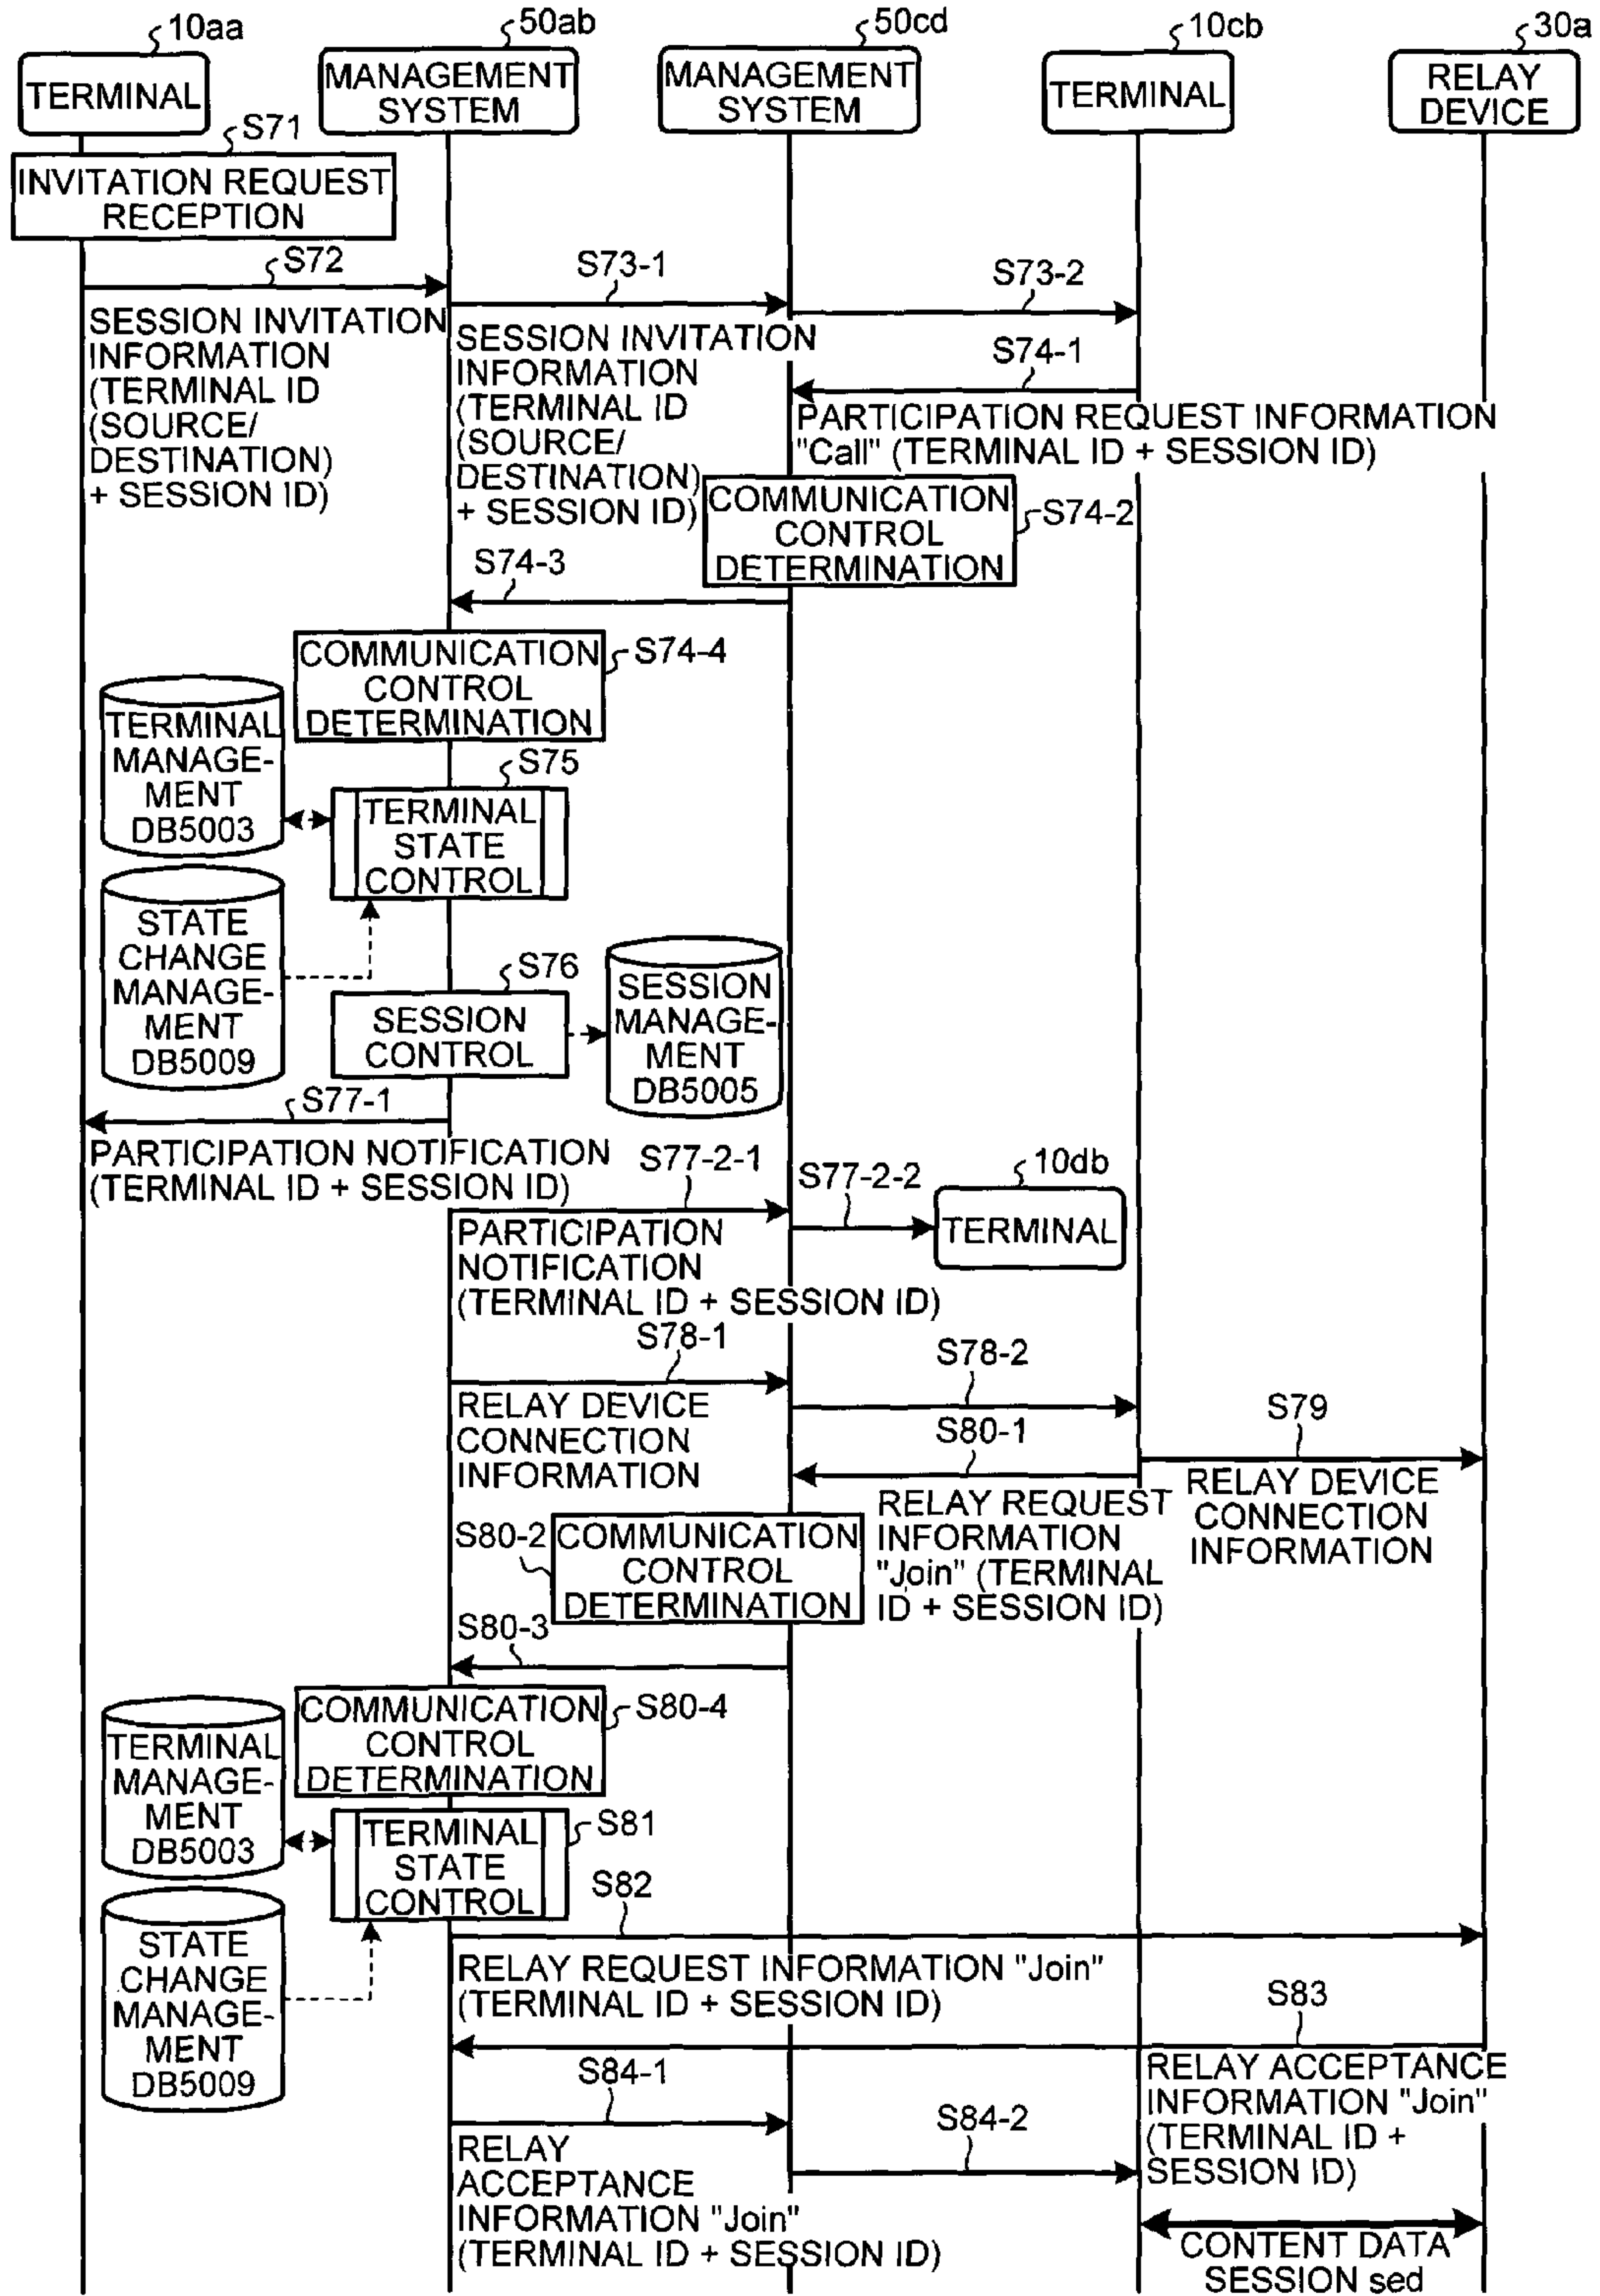 10aa
50ab
50cd
10cb
30a
TERMINAL
MANAGEMENT
SYSTEM
MANAGEMENT
SYSTEM
TERMINAL
RELAY
DEVICE
S71
INVITATION REQUEST
RECEPTION
S72
SESSION INVITATION
INFORMATION
(TERMINAL ID
(SOURCE/
DESTINATION)
+ SESSION ID)
S73-1
SESSION INVITATION
INFORMATION
(TERMINAL ID
(SOURCE/
DESTINATION)
+ SESSION ID)
S73-2
S74-1
PARTICIPATION REQUEST INFORMATION
"Call" (TERMINAL ID + SESSION ID)
COMMUNICATION
CONTROL
DETERMINATION
S74-2
S74-3
COMMUNICATION
CONTROL
DETERMINATION
S74-4
TERMINAL
MANAGE-
MENT
DB5003
S75
TERMINAL
STATE
CONTROL
STATE
CHANGE
MANAGE-
MENT
DB5009
S76
SESSION
CONTROL
SESSION
MANAGE-
MENT
DB5005
S77-1
PARTICIPATION NOTIFICATION
(TERMINAL ID + SESSION ID)
S77-2-1
PARTICIPATION
NOTIFICATION
(TERMINAL ID + SESSION ID)
S77-2-2
10db
TERMINAL
S78-1
RELAY DEVICE
CONNECTION
INFORMATION
S78-2
S79
RELAY DEVICE
CONNECTION
INFORMATION
S80-1
RELAY REQUEST
INFORMATION
"Join" (TERMINAL
ID + SESSION ID)
S80-2
COMMUNICATION
CONTROL
DETERMINATION
S80-3
COMMUNICATION
CONTROL
DETERMINATION
S80-4
TERMINAL
MANAGE-
MENT
DB5003
TERMINAL
STATE
CONTROL
S81
STATE
CHANGE
MANAGE-
MENT
DB5009
S82
RELAY REQUEST INFORMATION "Join"
(TERMINAL ID + SESSION ID)
S83
RELAY ACCEPTANCE
INFORMATION "Join"
(TERMINAL ID +
SESSION ID)
S84-1
RELAY
ACCEPTANCE
INFORMATION "Join"
(TERMINAL ID + SESSION ID)
S84-2
CONTENT DATA
SESSION sed